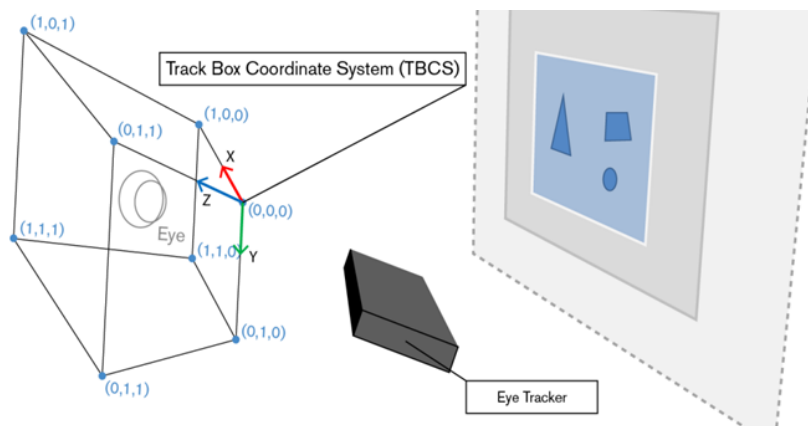 (1,0,1)
Track Box Coordinate System (TBCS)
(1,0,0)
(0,1,1)
X
Z
(0,0,0)
Eye
(1,1,1)
(1,1,0)
Y
(0,1,0)
(0,1,1)
Eye Tracker